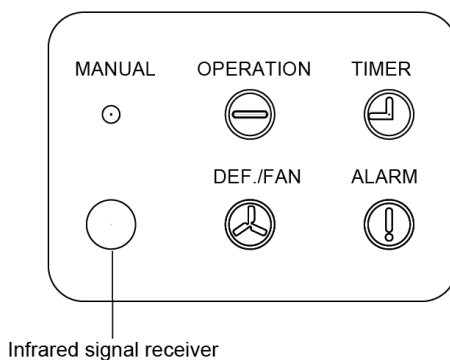 MANUAL OPERATION TIMER
DEF./FAN ALARM
Infrared signal receiver